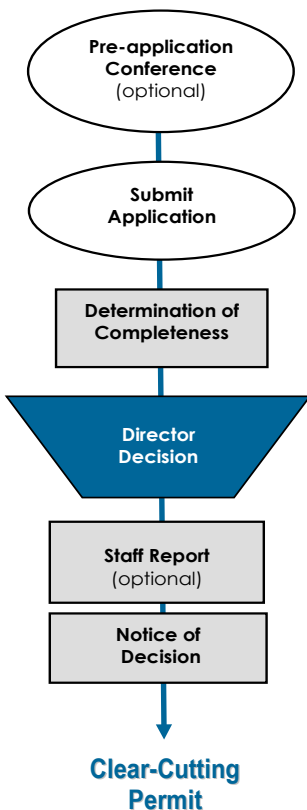 Pre-application
Conference
(optional)
Submit
Application
Determination of
Completeness
Director
Decision
Staff Report
(optional)
Notice of
Decision
Clear-Cutting
Permit